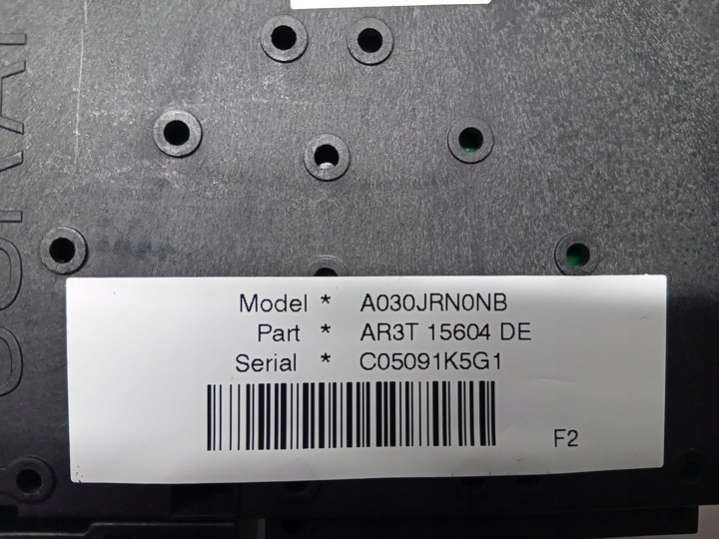 Model * A030JRN0NB
Part * AR3T 15604 DE
Serial * C05091K5G1
F2